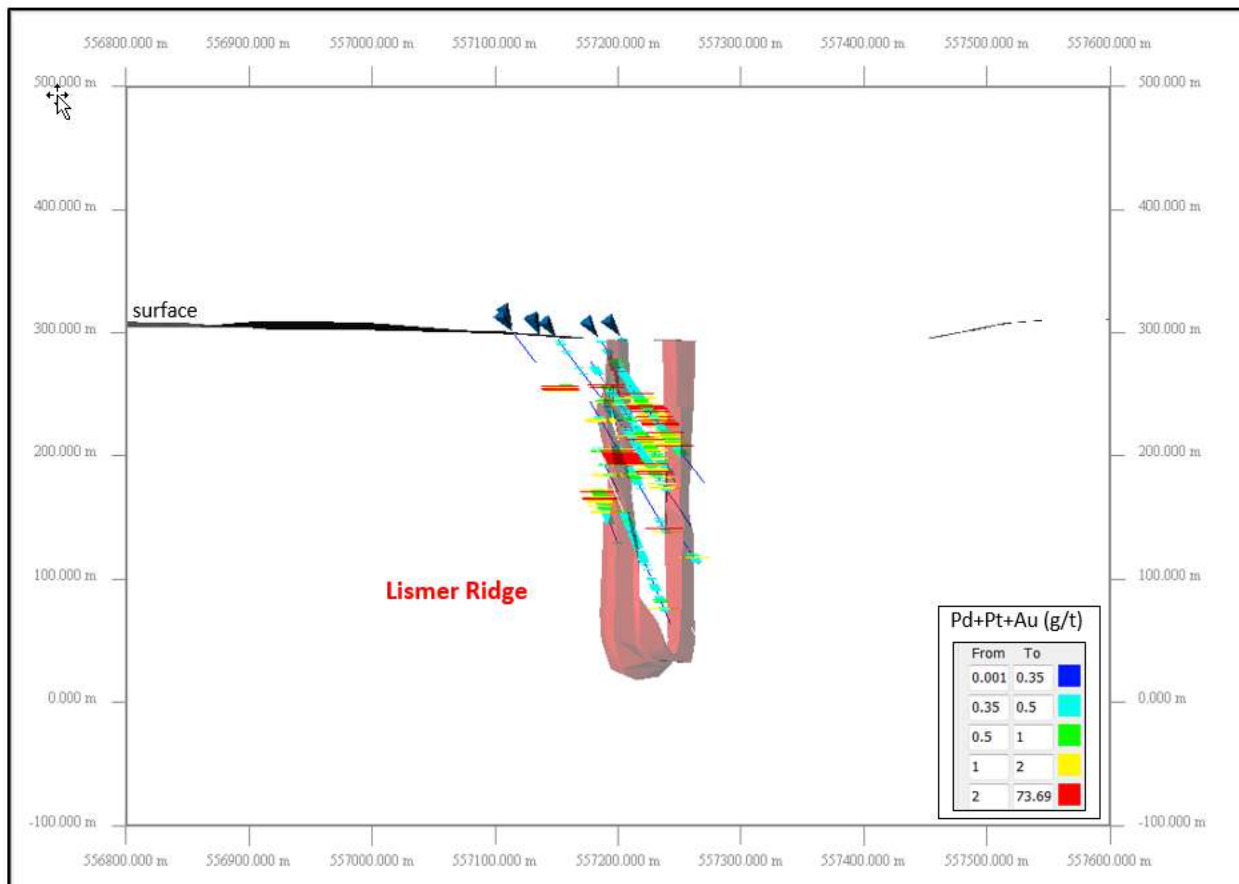 556800.000 m 556900.000 m 557000.000 m 557100.000 m 557200.000 m 557300.000 m 557400.000 m 557500.000 m 557600.000 m
500.000 m 500.000 m
400.000 m 400.000 m
surface
300.000 m 300.000 m
200.000 m 200.000 m
100.000 m 100.000 m
Lismer Ridge
Pd+Pt+Au (g/t)
From To
0.001 0.35
0.35 0.5
0.5 1
1 2
2 73.69
0.000 m 0.000 m
-100.000 m -100.000 m
556800.000 m 556900.000 m 557000.000 m 557100.000 m 557200.000 m 557300.000 m 557400.000 m 557500.000 m 557600.000 m